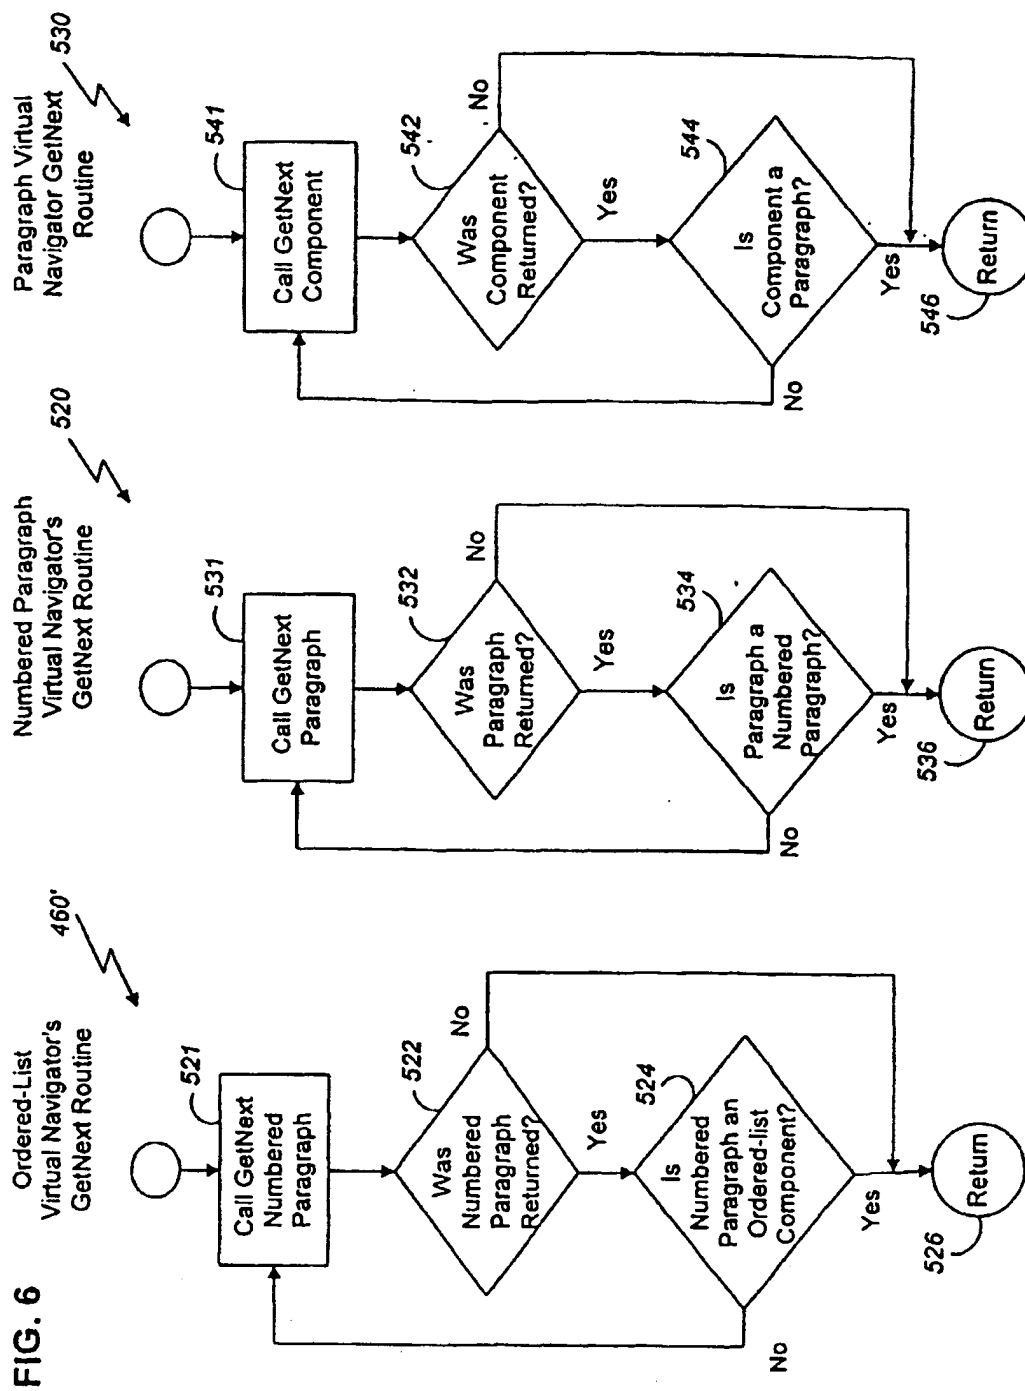 FIG. 6
Ordered-List
Virtual Navigator's
GetNext Routine
460'
Call GetNext
Numbered
Paragraph
521
Was
Numbered
Paragraph
Returned?
522
No
Yes
Is
Numbered
Paragraph an
Ordered-list
Component?
524
No
Yes
Return
526
Numbered Paragraph
Virtual Navigator's
GetNext Routine
520
Call GetNext
Paragraph
531
Was
Paragraph
Returned?
532
No
Yes
Is
Paragraph a
Numbered
Paragraph?
534
No
Yes
Return
536
Paragraph Virtual
Navigator GetNext
Routine
530
Call GetNext
Component
541
Was
Component
Returned?
542
No
Yes
Is
Component a
Paragraph?
544
No
Yes
Return
546